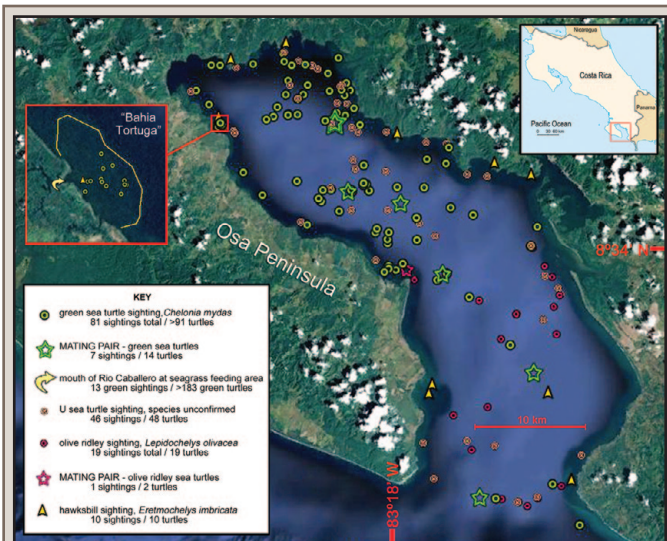 Nicaragua
Costa Rica
Panama
Pacific Ocean
"Bahia
Tortuga"
Osa Peninsula
8°34' N
KEY
green sea turtle sighting, Chelonia mydas
81 sightings total / >91 turtles
MATING PAIR - green sea turtles
7 sightings / 14 turtles
mouth of Rio Caballero at seagrass feeding area
13 green sightings / >183 green turtles
U sea turtle sighting, species unconfirmed
46 sightings / 48 turtles
olive ridley sighting, Lepidochelys olivacea
19 sightings total / 19 turtles
MATING PAIR - olive ridley sea turtles
1 sightings / 2 turtles
hawksbill sighting, Eretmochelys imbricata
10 sightings / 10 turtles
10 km
83°18' W